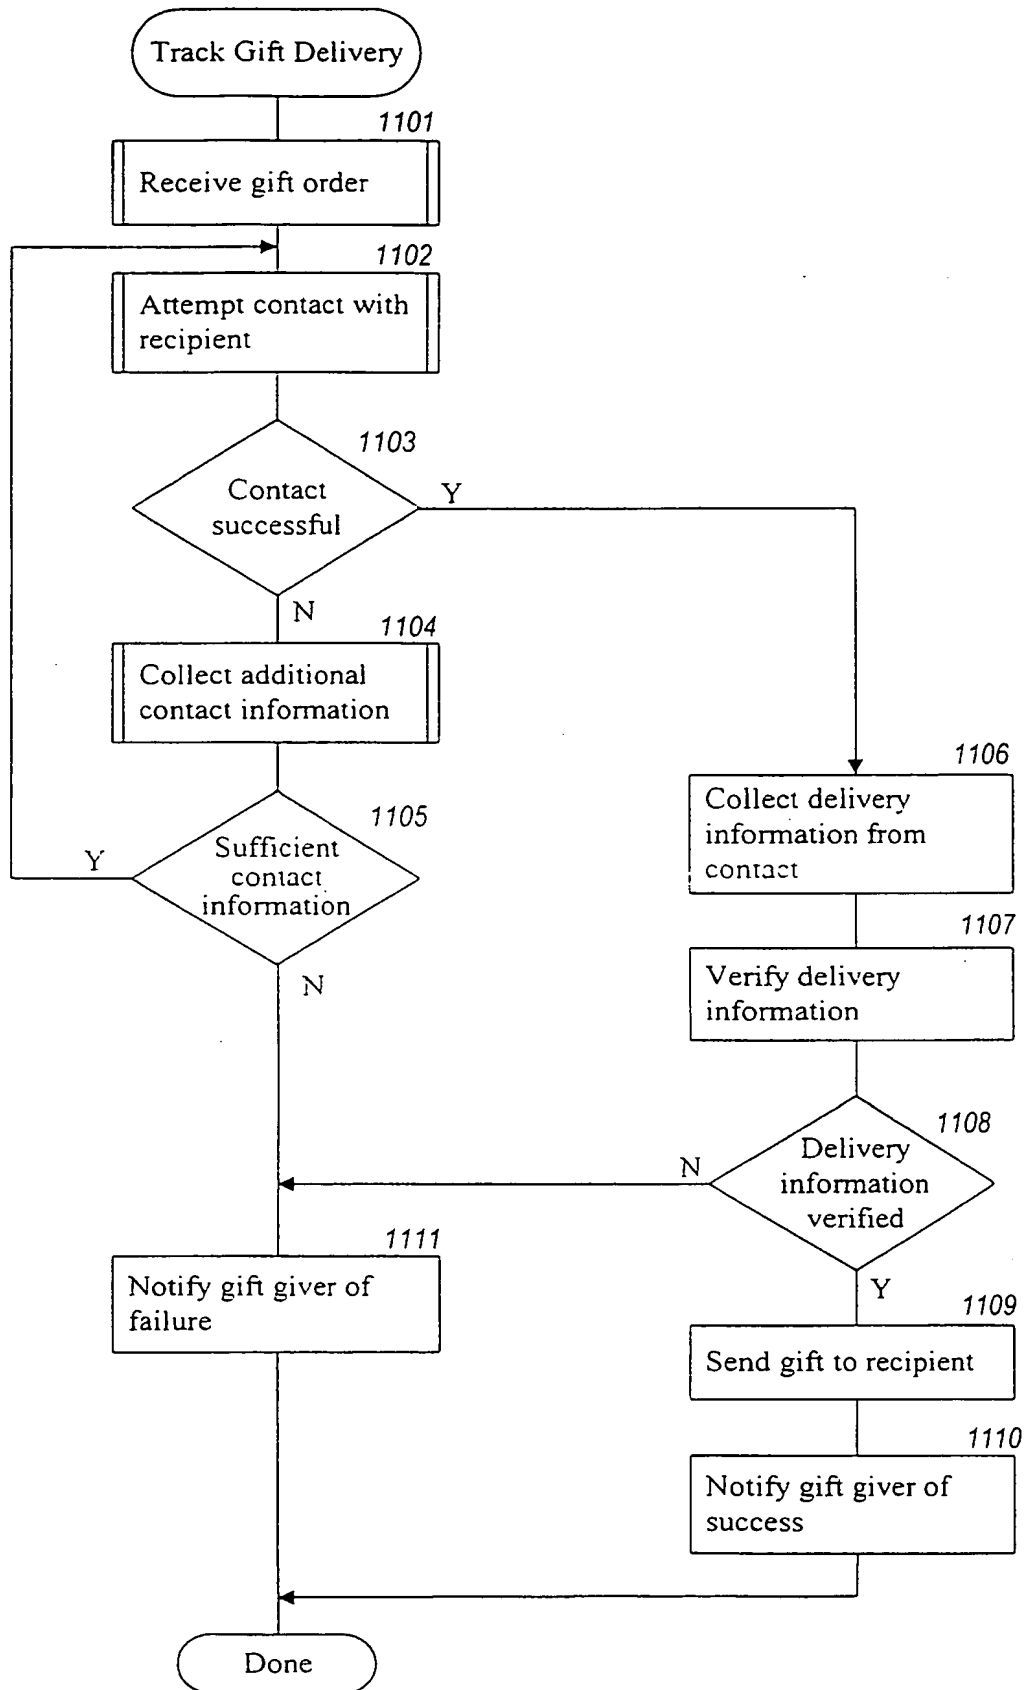 Track Gift Delivery
1101
Receive gift order
1102
Attempt contact with
recipient
1103
Contact
successful
Y
N
1104
Collect additional
contact information
1105
Sufficient
contact
information
Y
N
1106
Collect delivery
information from
contact
1107
Verify delivery
information
1108
Delivery
information
verified
N
Y
1109
Send gift to recipient
1110
Notify gift giver of
success
1111
Notify gift giver of
failure
Done